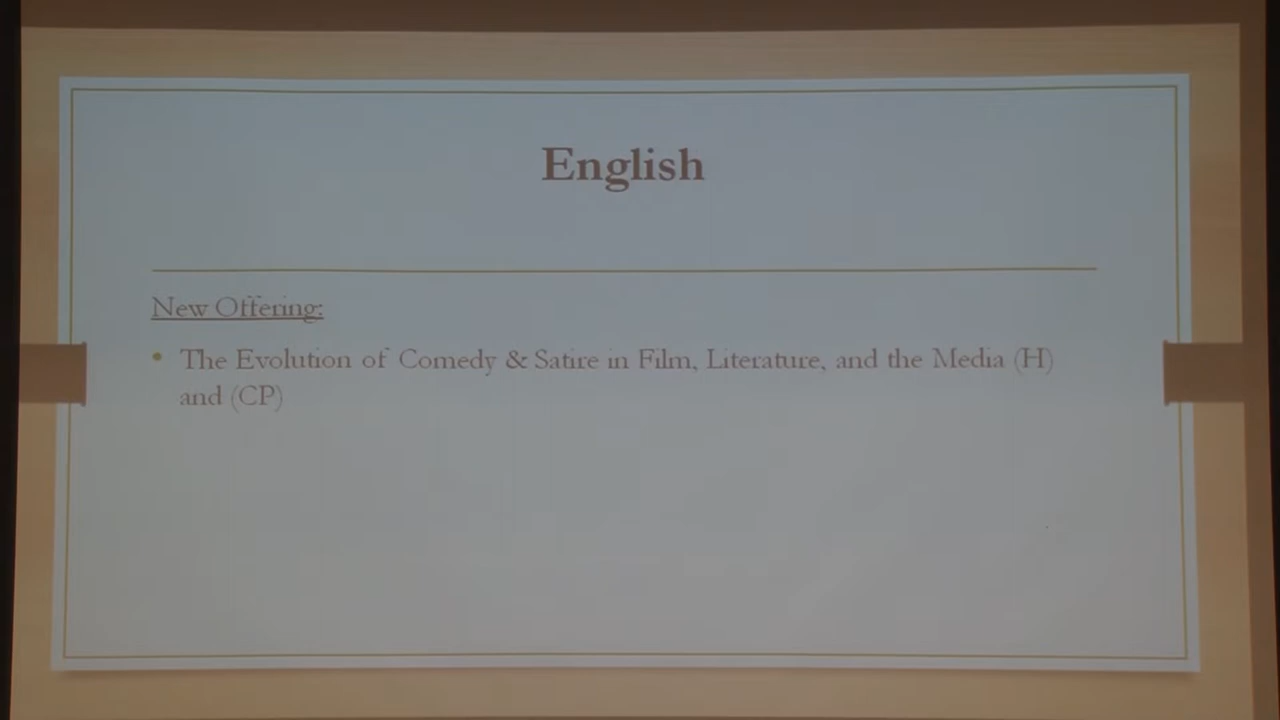 English
New Offering:
• The Evolution of Comedy & Satire in Film, Literature, and the Media (H)
and (CP)